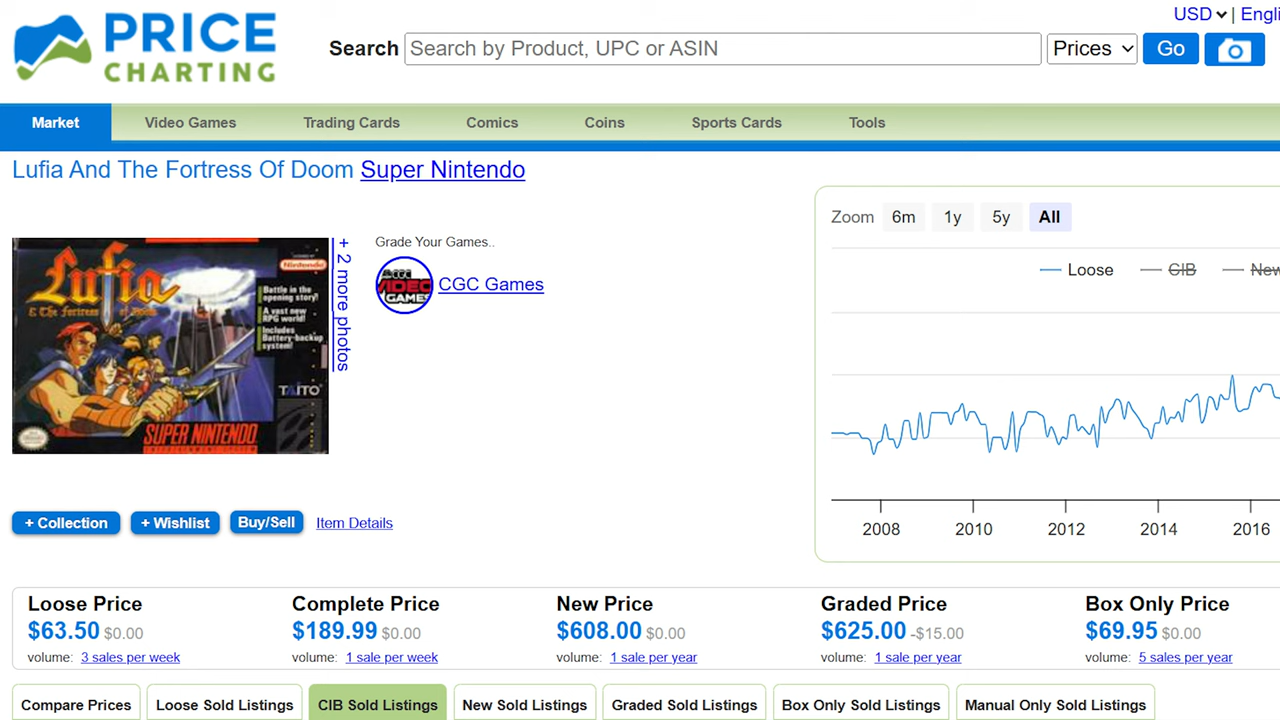 USD | Engli
PRICE
CHARTING
Search Search by Product, UPC or ASIN Prices Go
Market Video Games Trading Cards Comics Coins Sports Cards Tools
Lufia And The Fortress Of Doom Super Nintendo
Lufia
& The Fortress of Doom
Nintendo
Battle in the
opening story!
A vast new
RPG world!
Includes
Battery-backup
system!
TAITO
SUPER NINTENDO
ENTERTAINMENT SYSTEM
+ 2 more photos
Grade Your Games..
VIDEO
GAMES
CGC Games
Zoom 6m 1y 5y All
Loose CIB New
2008 2010 2012 2014 2016
+ Collection + Wishlist Buy/Sell Item Details
Loose Price Complete Price New Price Graded Price Box Only Price
$63.50 $0.00 $189.99 $0.00 $608.00 $0.00 $625.00 -$15.00 $69.95 $0.00
volume: 3 sales per week volume: 1 sale per week volume: 1 sale per year volume: 1 sale per year volume: 5 sales per year
Compare Prices Loose Sold Listings CIB Sold Listings New Sold Listings Graded Sold Listings Box Only Sold Listings Manual Only Sold Listings